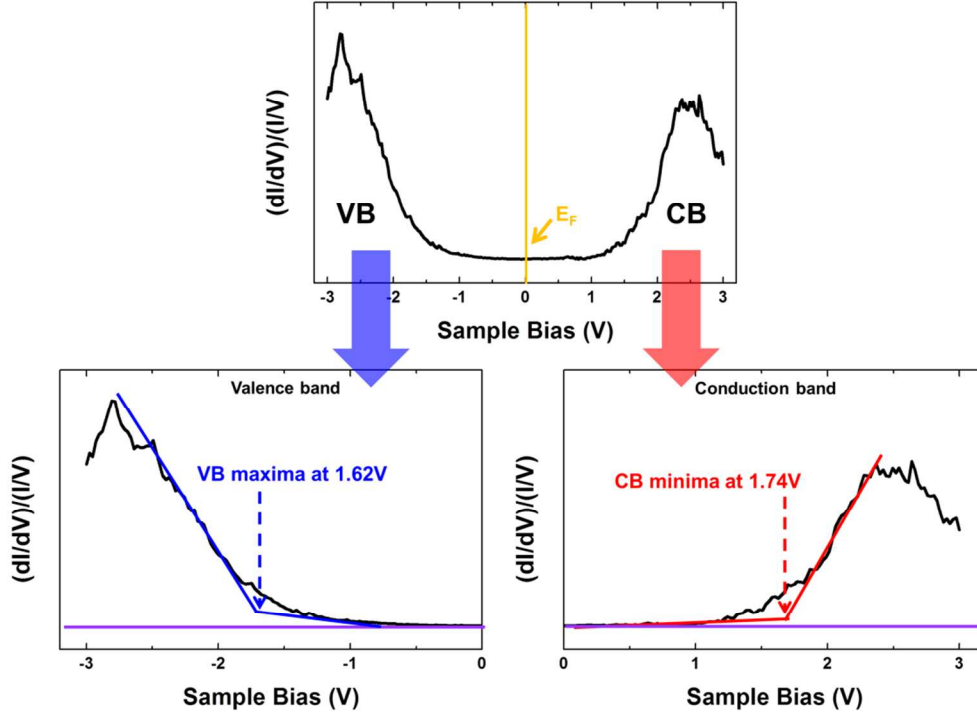 (dI/dV)/(I/V)
VB
E_F
CB
-3 -2 -1 0 1 2 3
Sample Bias (V)
Valence band
(dI/dV)/(I/V)
VB maxima at 1.62V
-3 -2 -1 0
Sample Bias (V)
Conduction band
(dI/dV)/(I/V)
CB minima at 1.74V
0 1 2 3
Sample Bias (V)